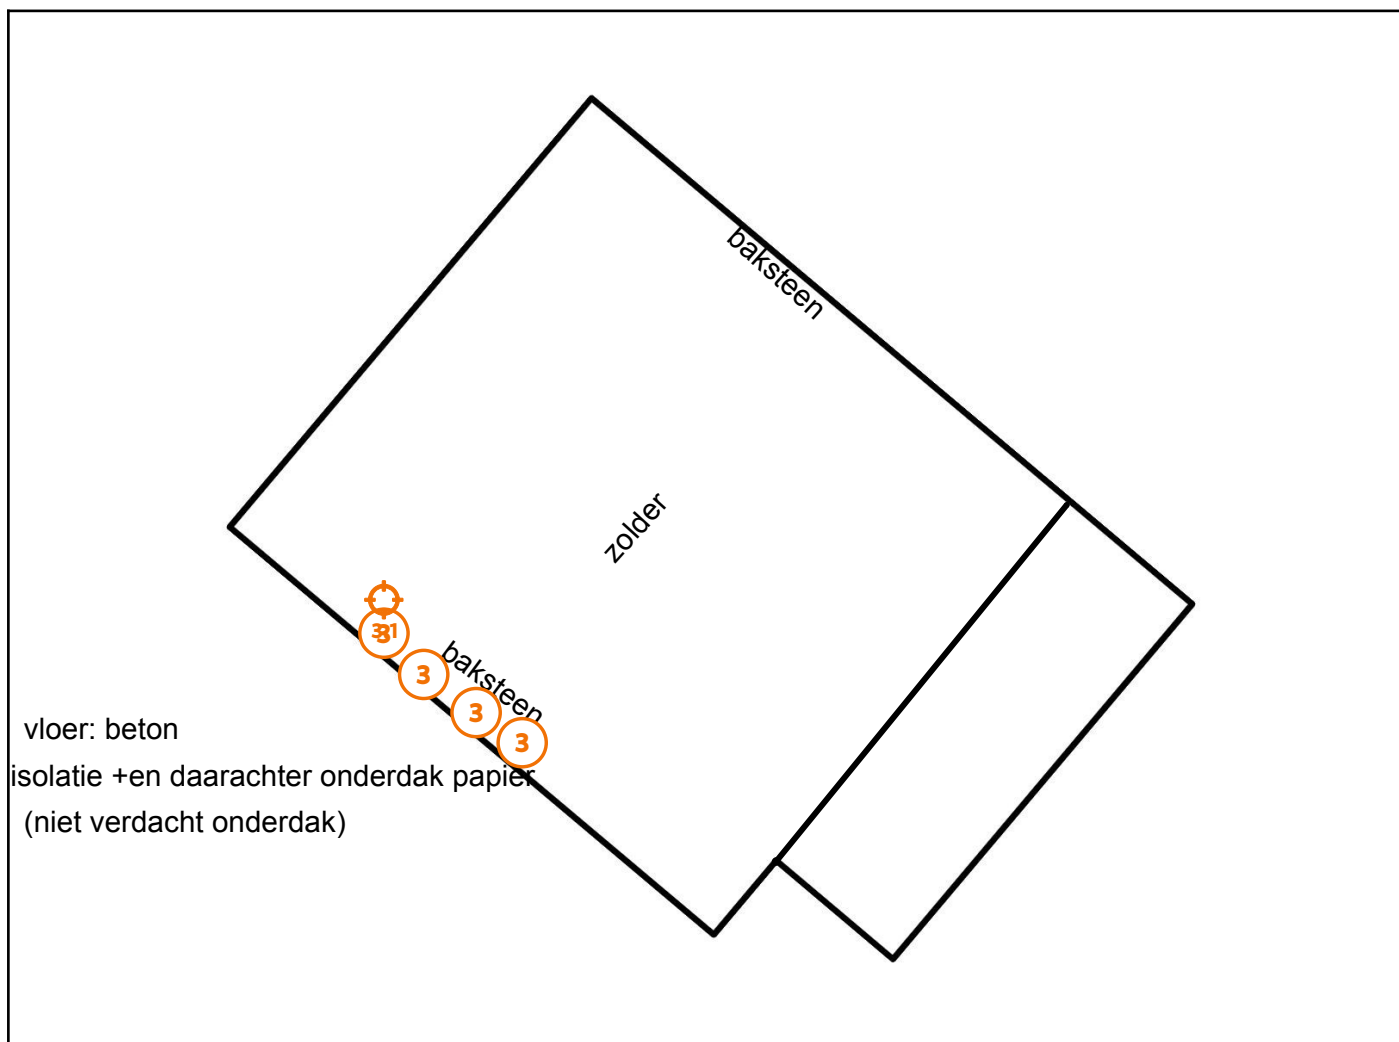 baksteen
zolder
3
baksteen
3
3
3
vloer: beton
isolatie +en daarachter onderdak papier
(niet verdacht onderdak)